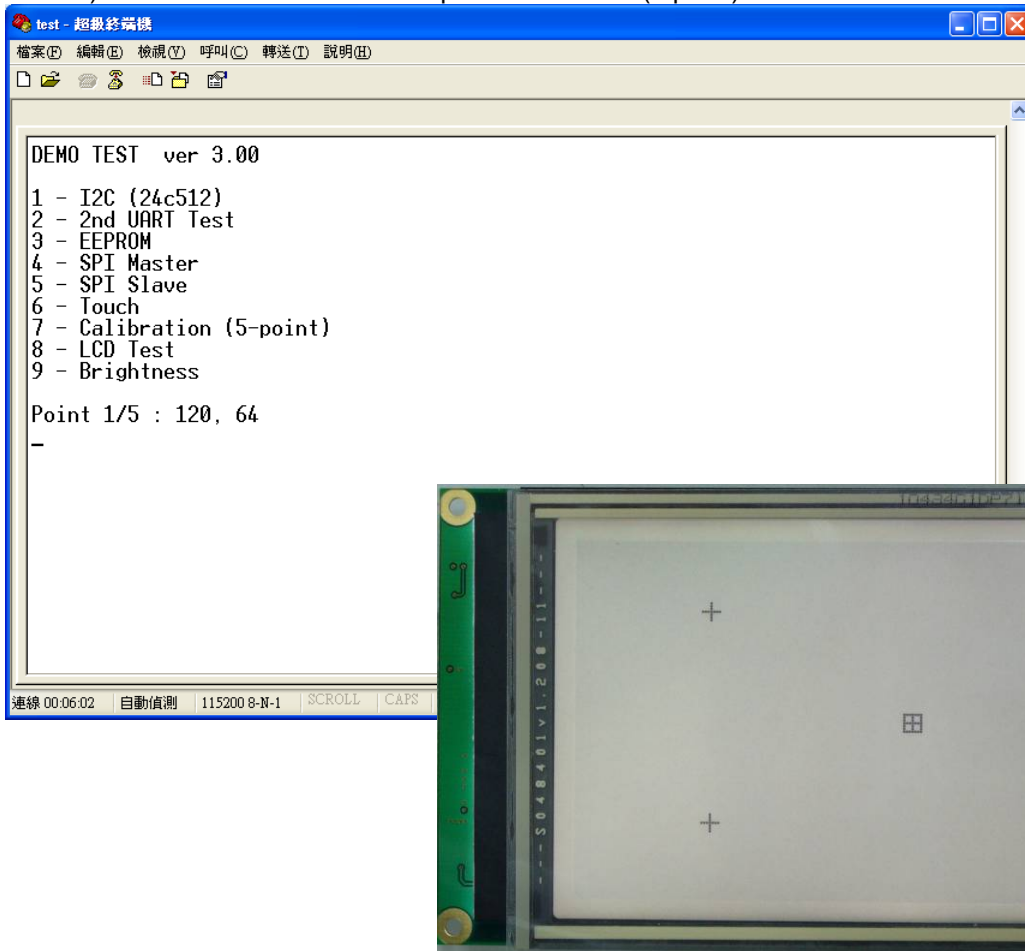 test - 超級終端機
檔案(F) 編輯(E) 檢視(V) 呼叫(C) 轉送(T) 說明(H)
DEMO TEST ver 3.00
1 - I2C (24c512)
2 - 2nd UART Test
3 - EEPROM
4 - SPI Master
5 - SPI Slave
6 - Touch
7 - Calibration (5-point)
8 - LCD Test
9 - Brightness
Point 1/5 : 120, 64
連線 00:06:02 自動偵測 115200 8-N-1 SCROLL CAPS
---S048401v1.208-11---